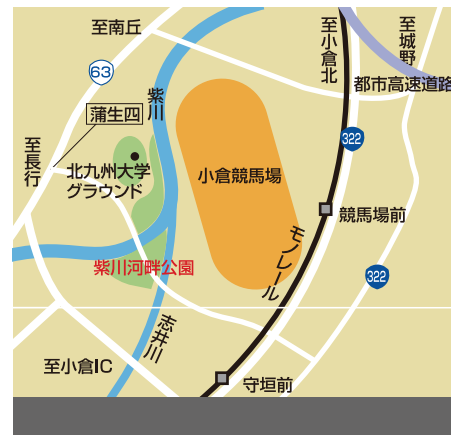 至南丘
63
紫川
蒲生四
至長行
北九州大学
グラウンド
小倉競馬場
至小倉北
至城野
都市高速道路
322
競馬場前
モノレール
322
紫川河畔公園
志井川
至小倉IC
守垣前